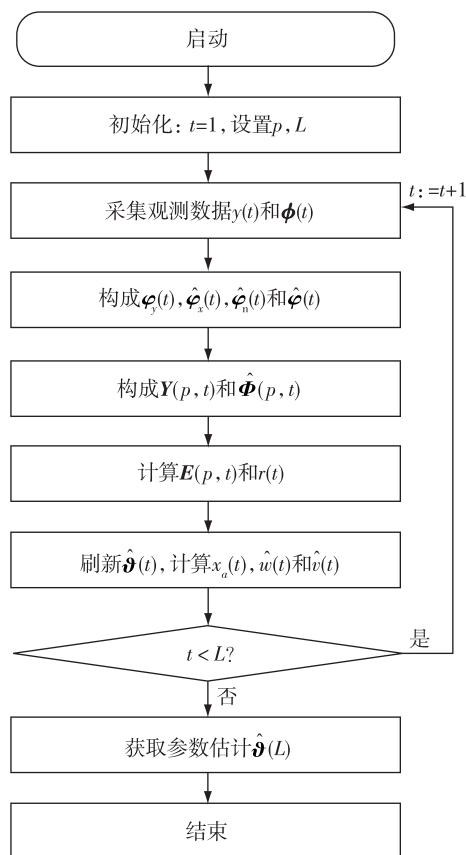 启动
初始化: t=1, 设置p, L
t:=t+1
采集观测数据y(t)和ϕ(t)
构成φ_y(t), φ̂_x(t), φ̂_n(t)和φ̂(t)
构成Y(p, t)和Φ̂(p, t)
计算E(p, t)和r(t)
刷新ϑ̂(t), 计算x_a(t), ŵ(t)和v̂(t)
t<L?
是
否
获取参数估计ϑ̂(L)
结束